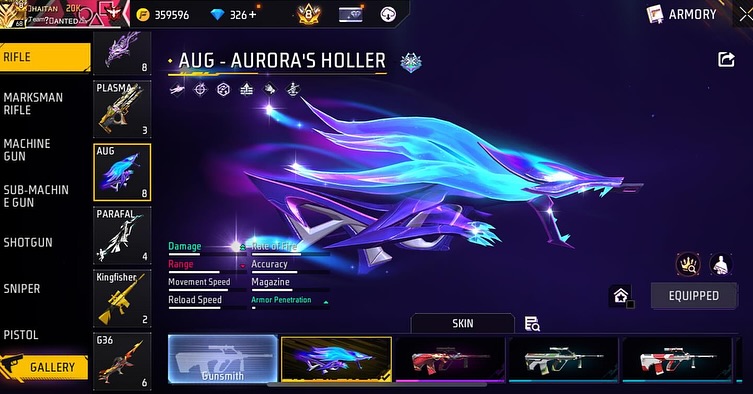 HAITAN 20K
359596
326+
ARMORY
RIFLE
MARKSMAN
RIFLE
MACHINE
GUN
SUB-MACHIN
E GUN
SHOTGUN
SNIPER
PISTOL
GALLERY
8
PLASMA
3
AUG
8
PARAFAL
4
Kingfisher
2
G36
6
AUG - AURORA'S HOLLER
Damage
Rate of Fire
Range
Accuracy
Movement Speed
Magazine
Reload Speed
Armor Penetration
EQUIPPED
SKIN
Gunsmith